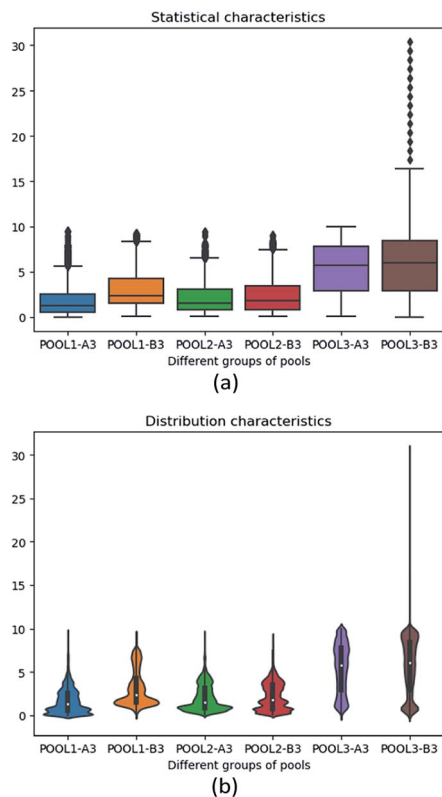 Statistical characteristics
30
25
20
15
10
5
0
POOL1-A3 POOL1-B3 POOL2-A3 POOL2-B3 POOL3-A3 POOL3-B3
Different groups of pools
(a)
Distribution characteristics
30
25
20
15
10
5
0
POOL1-A3 POOL1-B3 POOL2-A3 POOL2-B3 POOL3-A3 POOL3-B3
Different groups of pools
(b)